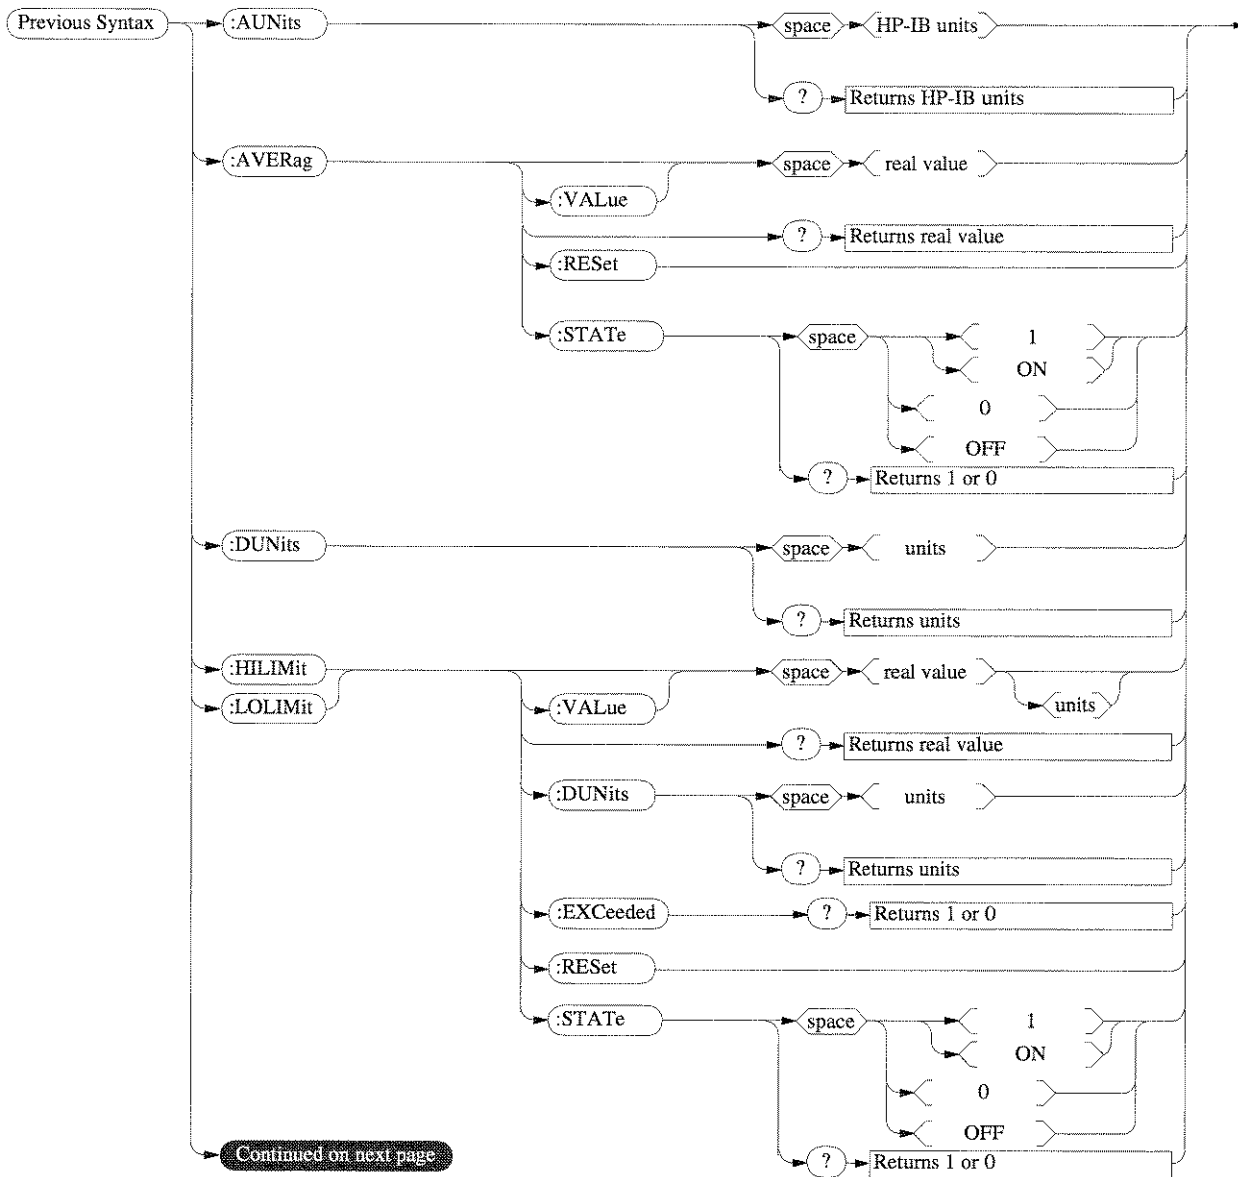 Previous Syntax :AUNits space HP-IB units
? Returns HP-IB units
:AVERag space real value
:VALue
? Returns real value
:RESet
:STATe space 1
ON
0
OFF
? Returns 1 or 0
:DUNits space units
? Returns units
:HILIMit space real value
:LOLIMit :VALue units
? Returns real value
:DUNits space units
? Returns units
:EXCeeded ? Returns 1 or 0
:RESet
:STATe space 1
ON
0
OFF
Continued on next page
? Returns 1 or 0